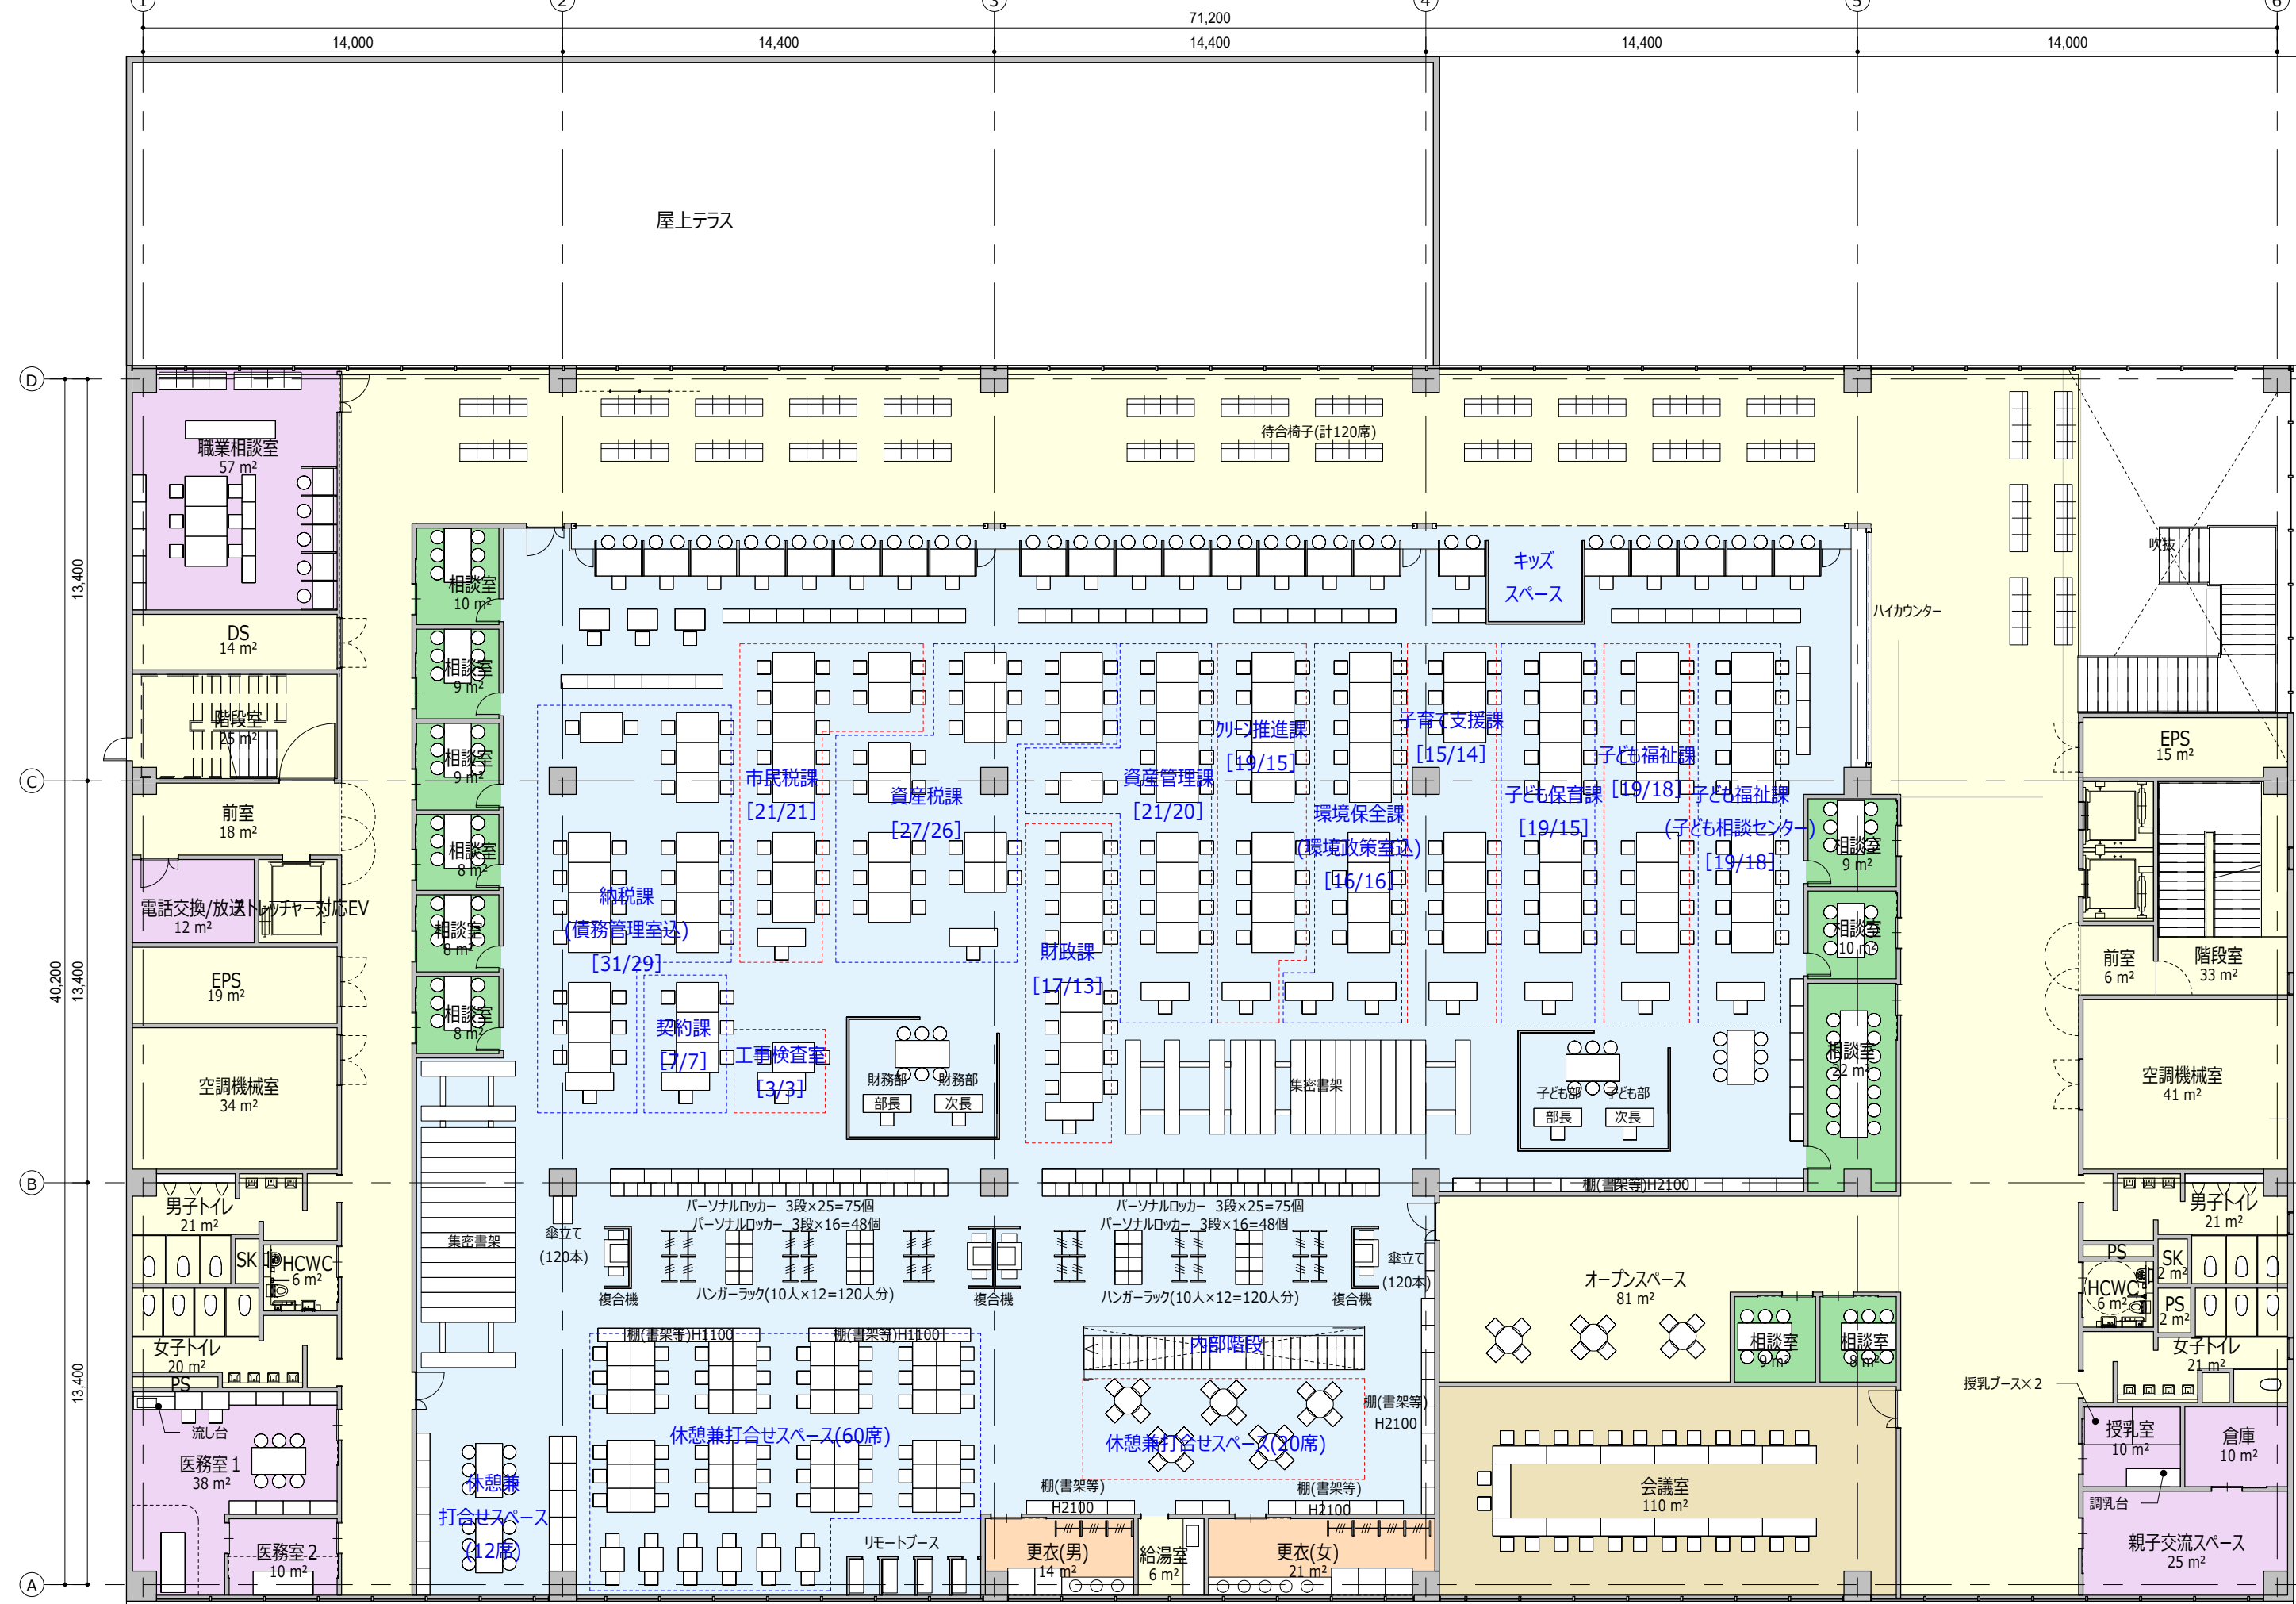 1
2
3
4
5
6
71,200
14,000
14,400
14,400
14,400
14,000
屋上テラス
D
C
B
A
40,200
13,400
13,400
13,400
待合椅子(計120席)
職業相談室
57 m²
DS
14 m²
階段室
25 m²
前室
18 m²
電話交換/放送
12 m²
ストレッチャー対応EV
EPS
19 m²
空調機械室
34 m²
男子トイレ
21 m²
SK
HCWC
6 m²
女子トイレ
20 m²
PS
流し台
医務室1
38 m²
医務室2
10 m²
相談室
10 m²
相談室
9 m²
相談室
9 m²
相談室
8 m²
相談室
8 m²
相談室
8 m²
集密書架
キッズ
スペース
ハイカウンター
吹抜
納税課
(債務管理室込)
[31/29]
市民税課
[21/21]
資産税課
[27/26]
契約課
[7/7]
工事検査室
[3/3]
財政課
[17/13]
資産管理課
[21/20]
クリーン推進課
[19/15]
環境保全課
(環境政策室込)
[16/16]
子育て支援課
[15/14]
子ども保育課
[19/15]
子ども福祉課
[19/18]
子ども福祉課
(子ども相談センター)
[19/18]
財務部
部長
財務部
次長
集密書架
子ども部
部長
子ども部
次長
相談室
9 m²
相談室
10 m²
相談室
22 m²
EPS
15 m²
前室
6 m²
階段室
33 m²
空調機械室
41 m²
パーソナルロッカー 3段×25=75個
パーソナルロッカー 3段×16=48個
パーソナルロッカー 3段×25=75個
パーソナルロッカー 3段×16=48個
棚(書架等)H2100
傘立て
(120本)
複合機
ハンガーラック(10人×12=120人分)
複合機
ハンガーラック(10人×12=120人分)
複合機
傘立て
(120本)
オープンスペース
81 m²
相談室
9 m²
相談室
8 m²
男子トイレ
21 m²
PS
SK
2 m²
HCWC
6 m²
PS
2 m²
女子トイレ
21 m²
棚(書架等)H1100
棚(書架等)H1100
内部階段
休憩兼打合せスペース(60席)
休憩兼打合せスペース(20席)
休憩兼
打合せスペース
(12席)
リモートブース
棚(書架等)
H2100
棚(書架等)
H2100
棚(書架等)
H2100
更衣(男)
14 m²
給湯室
6 m²
更衣(女)
21 m²
会議室
110 m²
授乳ブース×2
授乳室
10 m²
倉庫
10 m²
調乳台
親子交流スペース
25 m²